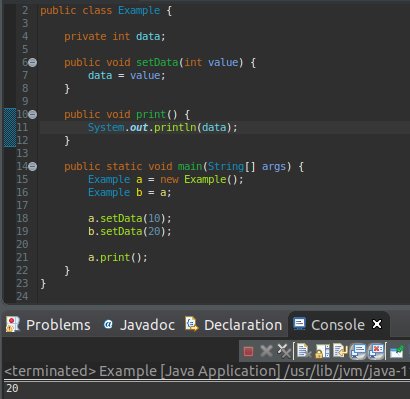 2 public class Example {
3
4     private int data;
5
6     public void setData(int value) {
7         data = value;
8     }
9
10     public void print() {
11         System.out.println(data);
12     }
13
14     public static void main(String[] args) {
15         Example a = new Example();
16         Example b = a;
17
18         a.setData(10);
19         b.setData(20);
20
21         a.print();
22     }
23 }
24
Problems @ Javadoc Declaration Console
<terminated> Example [Java Application] /usr/lib/jvm/java-1
20